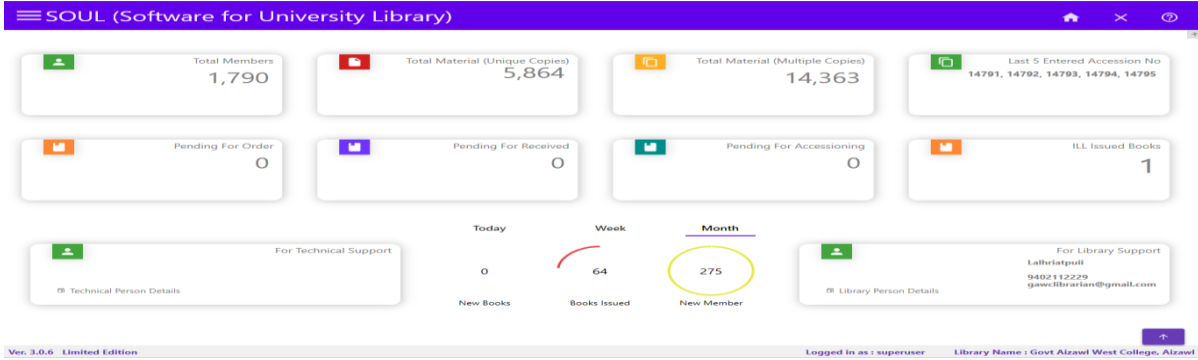 SOUL (Software for University Library)
Total Members
1,790
Total Material (Unique Copies)
5,864
Total Material (Multiple Copies)
14,363
Last 5 Entered Accession No
14791, 14792, 14793, 14794, 14795
Pending For Order
0
Pending For Received
0
Pending For Accessioning
0
ILL Issued Books
1
For Technical Support
Technical Person Details
Today Week Month
0 64 275
New Books Books Issued New Member
For Library Support
Lalhriatpuii
9402112229
gawclibrarian@gmail.com
Library Person Details
Ver. 3.0.6 Limited Edition
Logged in as : superuser
Library Name : Govt Aizawl West College, Aizawl